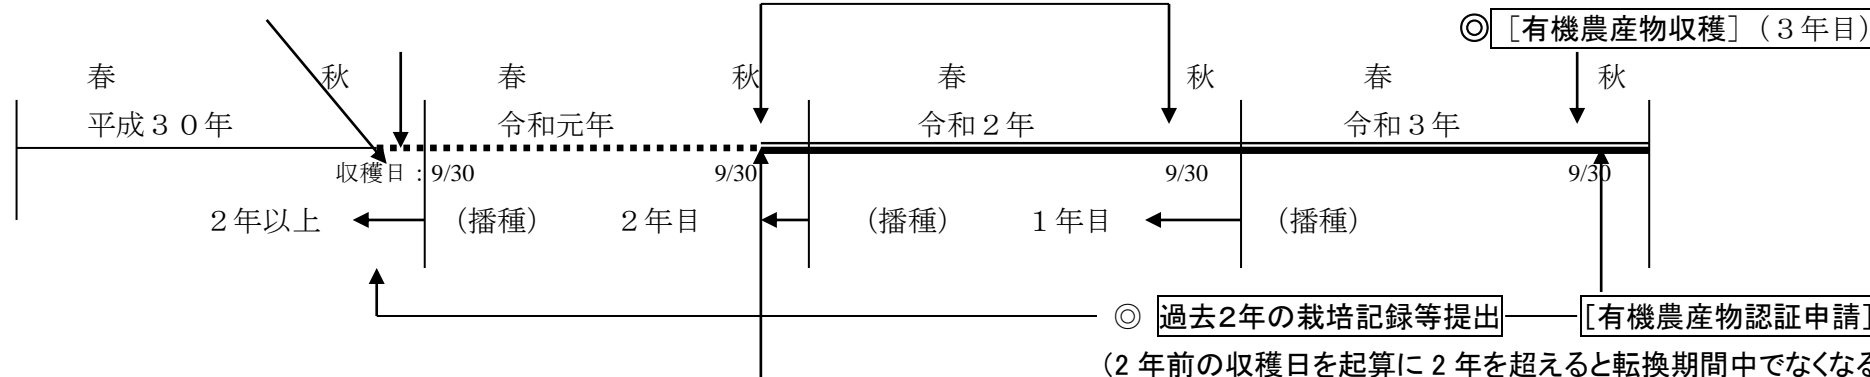 ◎ ［有機農産物収穫］（３年目）
春 秋 春 秋 春 秋 春 秋
平成３０年 令和元年 令和２年 令和３年
収穫日：9/30 9/30 9/30 9/30
２年以上 （播種） ２年目 （播種） １年目 （播種）
◎ 過去２年の栽培記録等提出 ［有機農産物認証申請］
（２年前の収穫日を起算に２年を超えると転換期間中でなくなる